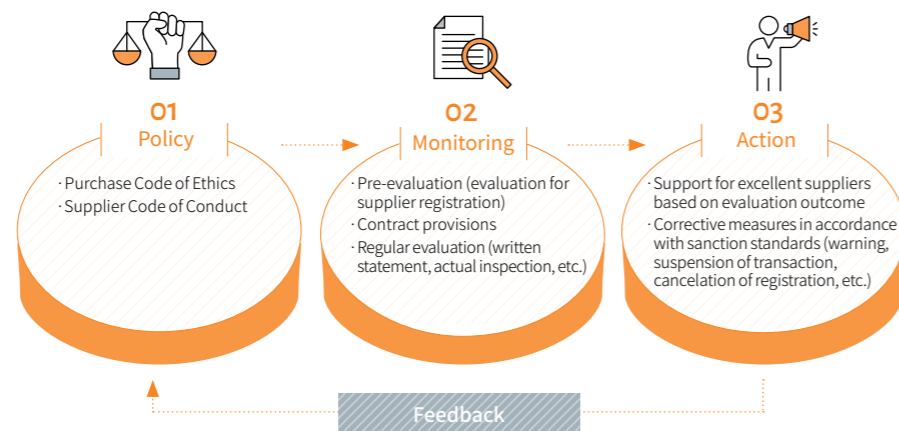 01
Policy
· Purchase Code of Ethics
· Supplier Code of Conduct
02
Monitoring
· Pre-evaluation (evaluation for
supplier registration)
· Contract provisions
· Regular evaluation (written
statement, actual inspection, etc.)
03
Action
· Support for excellent suppliers
based on evaluation outcome
· Corrective measures in accordance
with sanction standards (warning,
suspension of transaction,
cancelation of registration, etc.)
Feedback